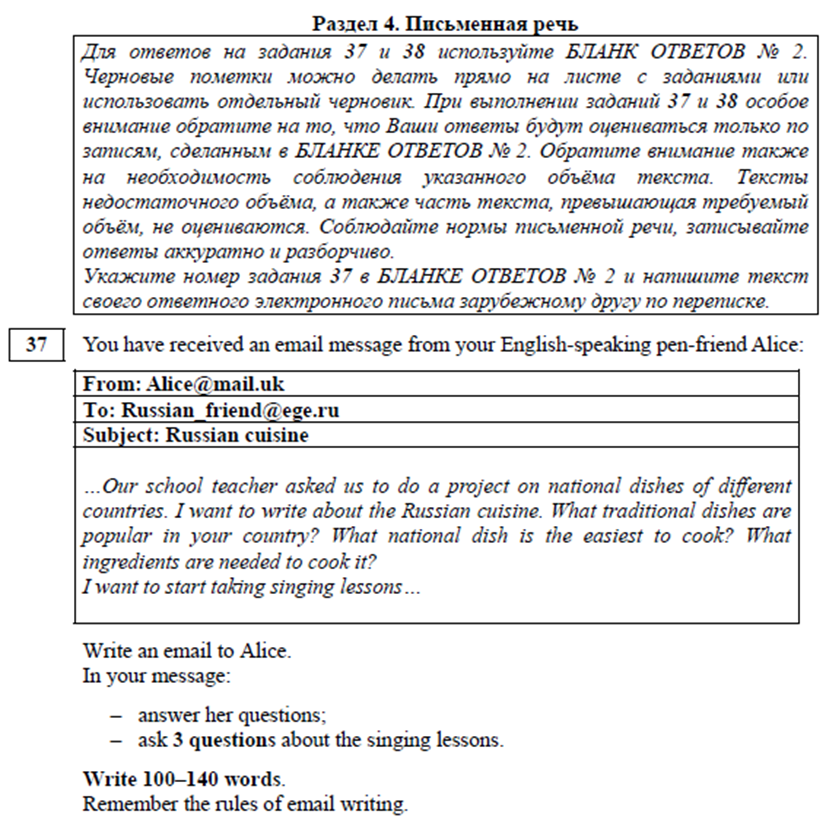 Раздел 4. Письменная речь
Для ответов на задания 37 и 38 используйте БЛАНК ОТВЕТОВ № 2.
Черновые пометки можно делать прямо на листе с заданиями или
использовать отдельный черновик. При выполнении заданий 37 и 38 особое
внимание обратите на то, что Ваши ответы будут оцениваться только по
записям, сделанным в БЛАНКЕ ОТВЕТОВ № 2. Обратите внимание также
на необходимость соблюдения указанного объёма текста. Тексты
недостаточного объёма, а также часть текста, превышающая требуемый
объём, не оцениваются. Соблюдайте нормы письменной речи, записывайте
ответы аккуратно и разборчиво.
Укажите номер задания 37 в БЛАНКЕ ОТВЕТОВ № 2 и напишите текст
своего ответного электронного письма зарубежному другу по переписке.
37 You have received an email message from your English-speaking pen-friend Alice:
From: Alice@mail.uk
To: Russian_friend@ege.ru
Subject: Russian cuisine
…Our school teacher asked us to do a project on national dishes of different
countries. I want to write about the Russian cuisine. What traditional dishes are
popular in your country? What national dish is the easiest to cook? What
ingredients are needed to cook it?
I want to start taking singing lessons…
Write an email to Alice.
In your message:
– answer her questions;
– ask 3 questions about the singing lessons.
Write 100–140 words.
Remember the rules of email writing.